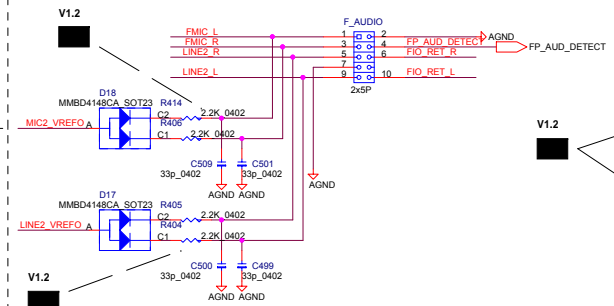 V1.2
F_AUDIO
FMIC_L 1 2 AGND
FMIC_R 3 4 FP_AUD_DETECT FP_AUD_DETECT
LINE2_R 5 6 FIO_RET_R
7
LINE2_L 9 10 FIO_RET_L
2x5P
D18
MMBD4148CA_SOT23
R414
C2 2.2K_0402
R406
MIC2_VREFO A C1 2.2K_0402
V1.2
C509 C501
33p_0402 33p_0402
AGND AGND
AGND
D17
MMBD4148CA_SOT23
R405
C2 2.2K_0402
R404
LINE2_VREFO A C1 2.2K_0402
C500 C499
33p_0402 33p_0402
V1.2
AGND AGND